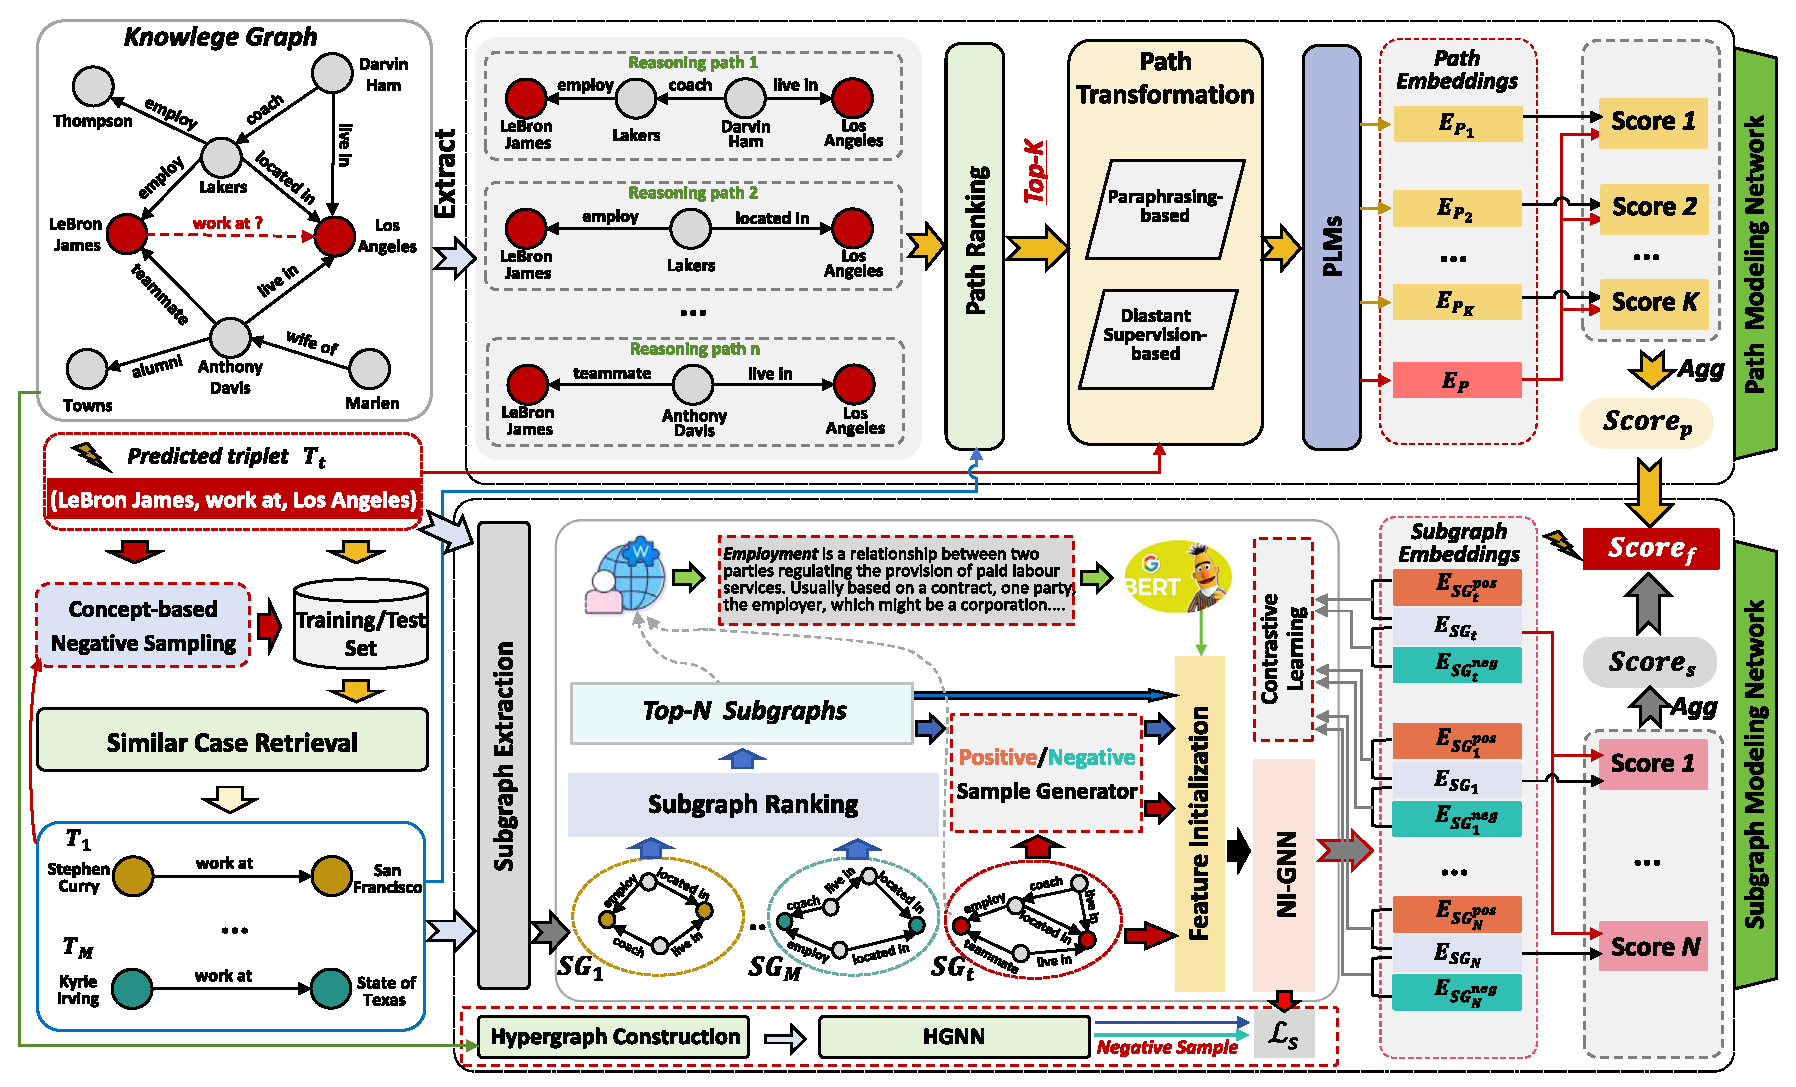 Knowlege Graph
Darvin
Ham
Thompson
employ
coach
live in
Lakers
employ
located in
LeBron
James
work at ?
Los
Angeles
teammate
live in
Anthony
Davis
alumni
wife of
Towns
Marlen
Extract
Reasoning path 1
employ
coach
live in
LeBron
James
Lakers
Darvin
Ham
Los
Angeles
Reasoning path 2
employ
located in
LeBron
James
Lakers
Los
Angeles
...
Reasoning path n
teammate
live in
LeBron
James
Anthony
Davis
Los
Angeles
Path Ranking
Top-K
Path
Transformation
Paraphrasing-
based
Diastant
Supervision-
based
PLMs
Path
Embeddings
E_{P_1}
E_{P_2}
...
E_{P_K}
E_P
Score 1
Score 2
...
Score K
Agg
Score_p
Path Modeling Network
Predicted triplet T_t
(LeBron James, work at, Los Angeles)
Concept-based
Negative Sampling
Training/Test
Set
Similar Case Retrieval
T_1
Stephen
Curry
work at
San
Francisco
...
T_M
Kyrie
Irving
work at
State of
Texas
Subgraph Extraction
W
Employment is a relationship between two
parties regulating the provision of paid labour
services. Usually based on a contract, one party,
the employer, which might be a corporation....
G
BERT
Top-N Subgraphs
Subgraph Ranking
Positive/Negative
Sample Generator
employ
located in
coach
live in
SG_1
..
coach
live in
located in
employ
located in
SG_M
employ
coach
live in
located in
teammate
live in
SG_t
Feature Initialization
Contrastive
Learning
NI-GNN
Subgraph
Embeddings
E_{SG_t^{pos}}
E_{SG_t}
E_{SG_t^{neg}}
E_{SG_1^{pos}}
E_{SG_1}
E_{SG_1^{neg}}
...
E_{SG_N^{pos}}
E_{SG_N}
E_{SG_N^{neg}}
Score_f
Score_s
Agg
Score 1
...
Score N
Subgraph Modeling Network
Hypergraph Construction
HGNN
Negative Sample
ℒ_S